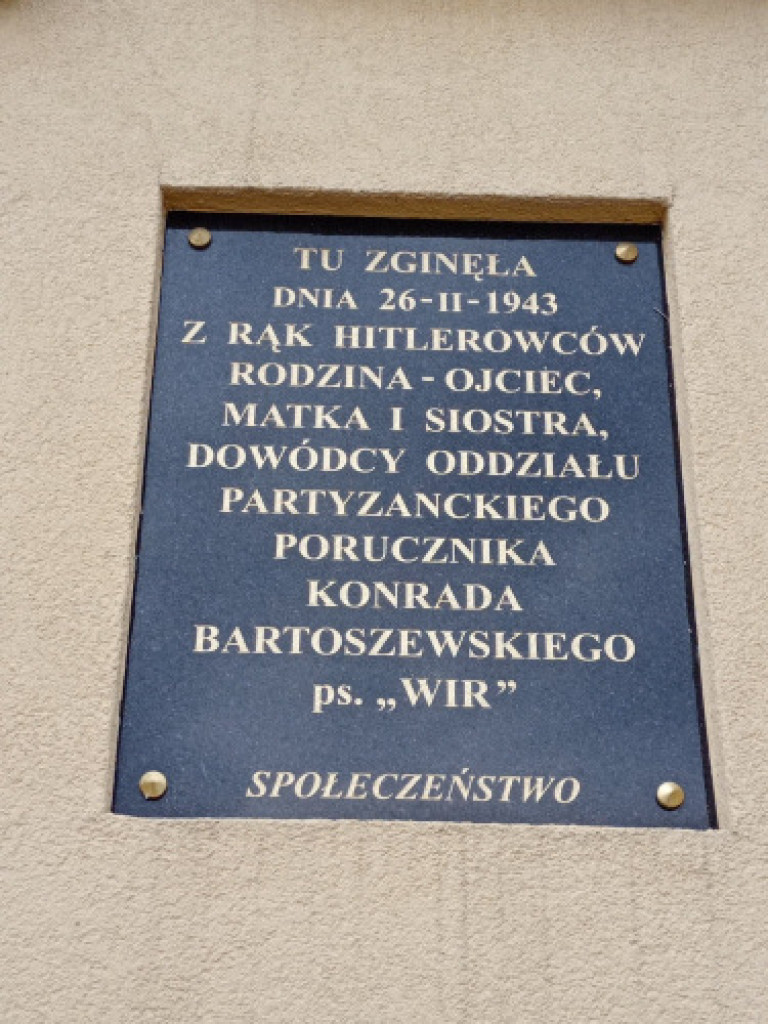 TU ZGINĘŁA
DNIA 26-II-1943
Z RĄK HITLEROWCÓW
RODZINA - OJCIEC,
MATKA I SIOSTRA,
DOWÓDCY ODDZIAŁU
PARTYZANCKIEGO
PORUCZNIKA
KONRADA
BARTOSZEWSKIEGO
ps. „WIR”
SPOŁECZEŃSTWO